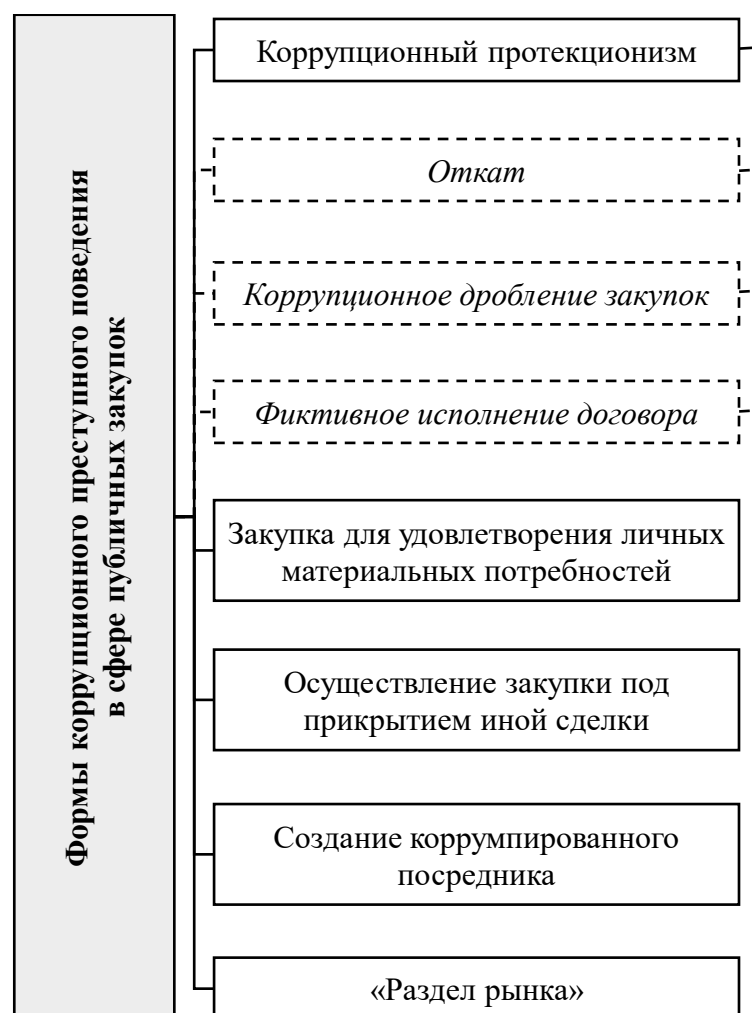 Формы коррупционного преступного поведения
в сфере публичных закупок
Коррупционный протекционизм
Откат
Коррупционное дробление закупок
Фиктивное исполнение договора
Закупка для удовлетворения личных
материальных потребностей
Осуществление закупки под
прикрытием иной сделки
Создание коррумпированного
посредника
«Раздел рынка»